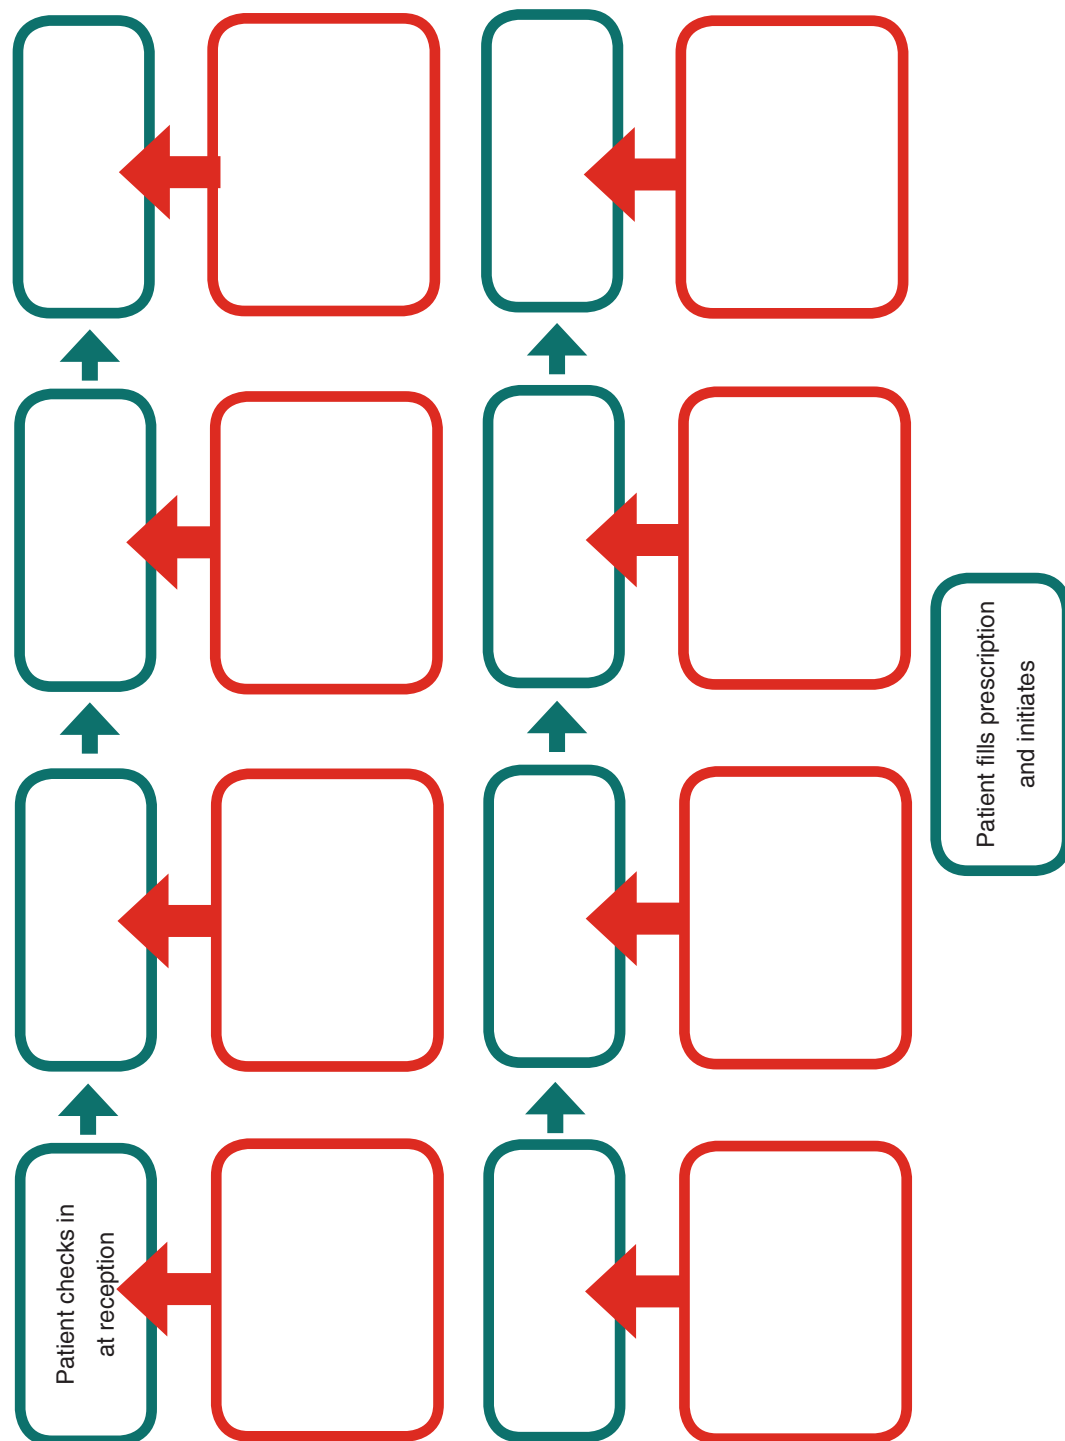 Patient checks in
at reception
Patient fills prescription
and initiates